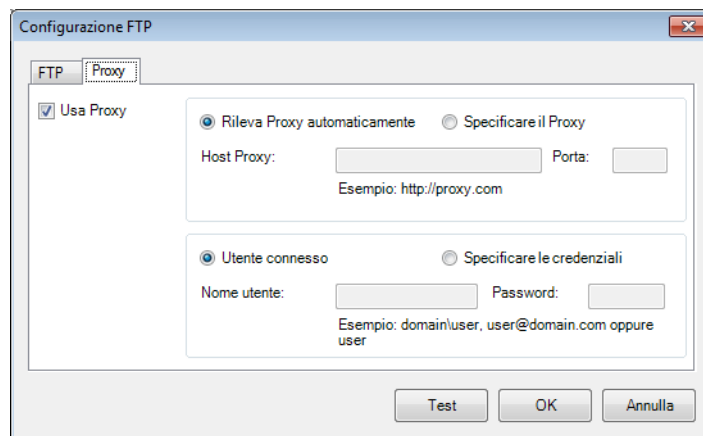 Configurazione FTP
FTP Proxy
Usa Proxy
Rileva Proxy automaticamente Specificare il Proxy
Host Proxy: Porta:
Esempio: http://proxy.com
Utente connesso Specificare le credenziali
Nome utente: Password:
Esempio: domain\user, user@domain.com oppure
user
Test OK Annulla